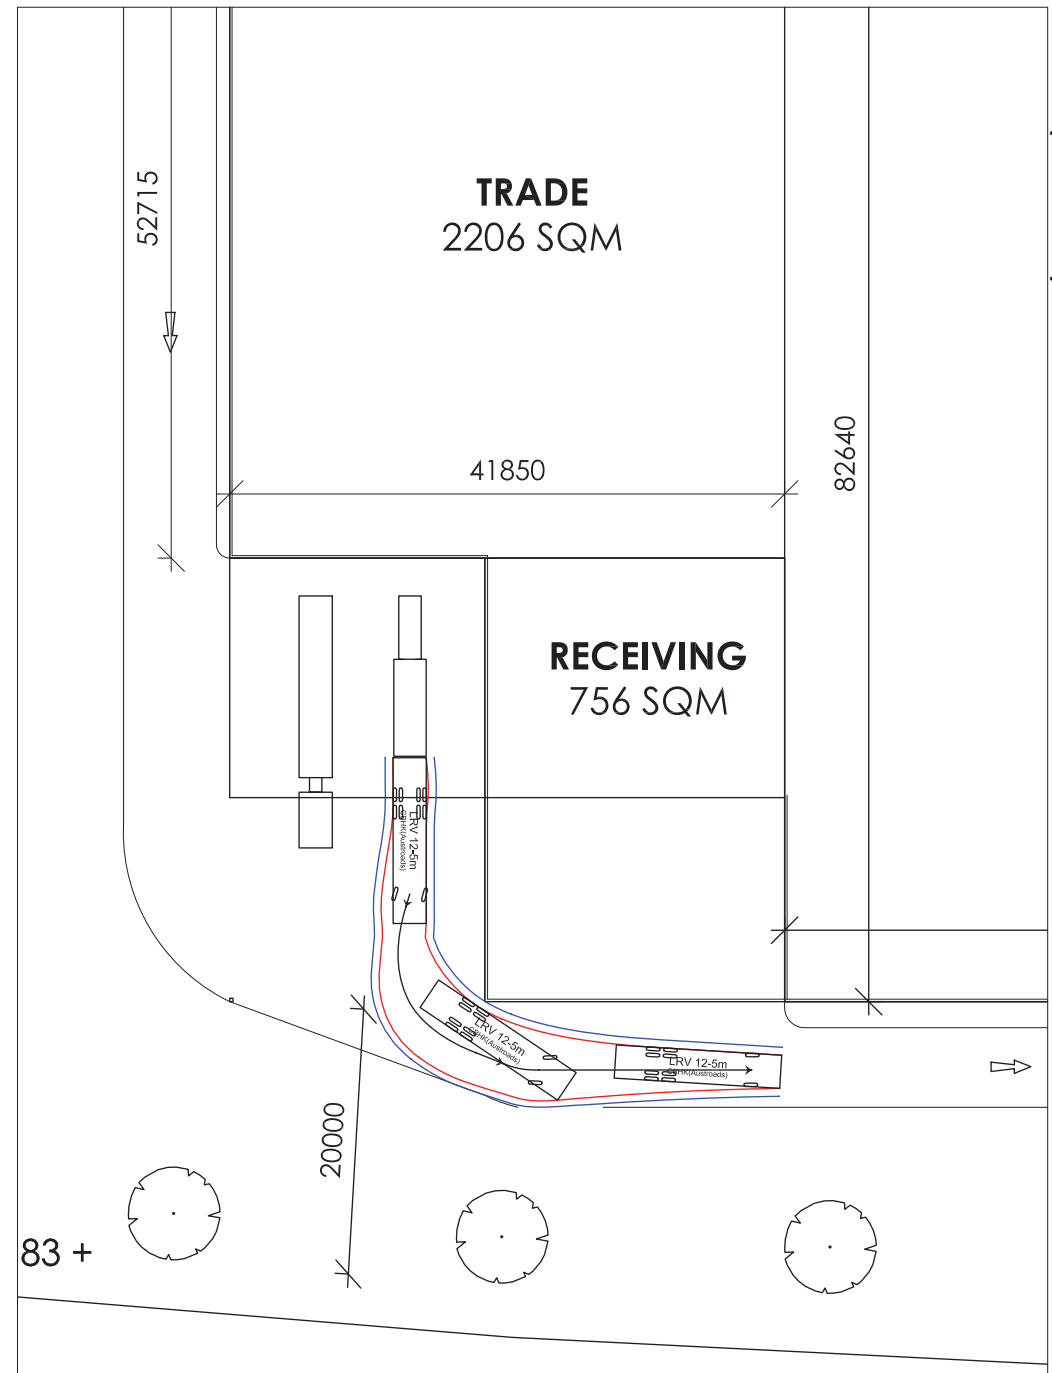 52715
TRADE
2206 SQM
41850
82640
RECEIVING
756 SQM
LRV 12-5m
LRV 12-5m
LRV 12-5m
20000
83 +